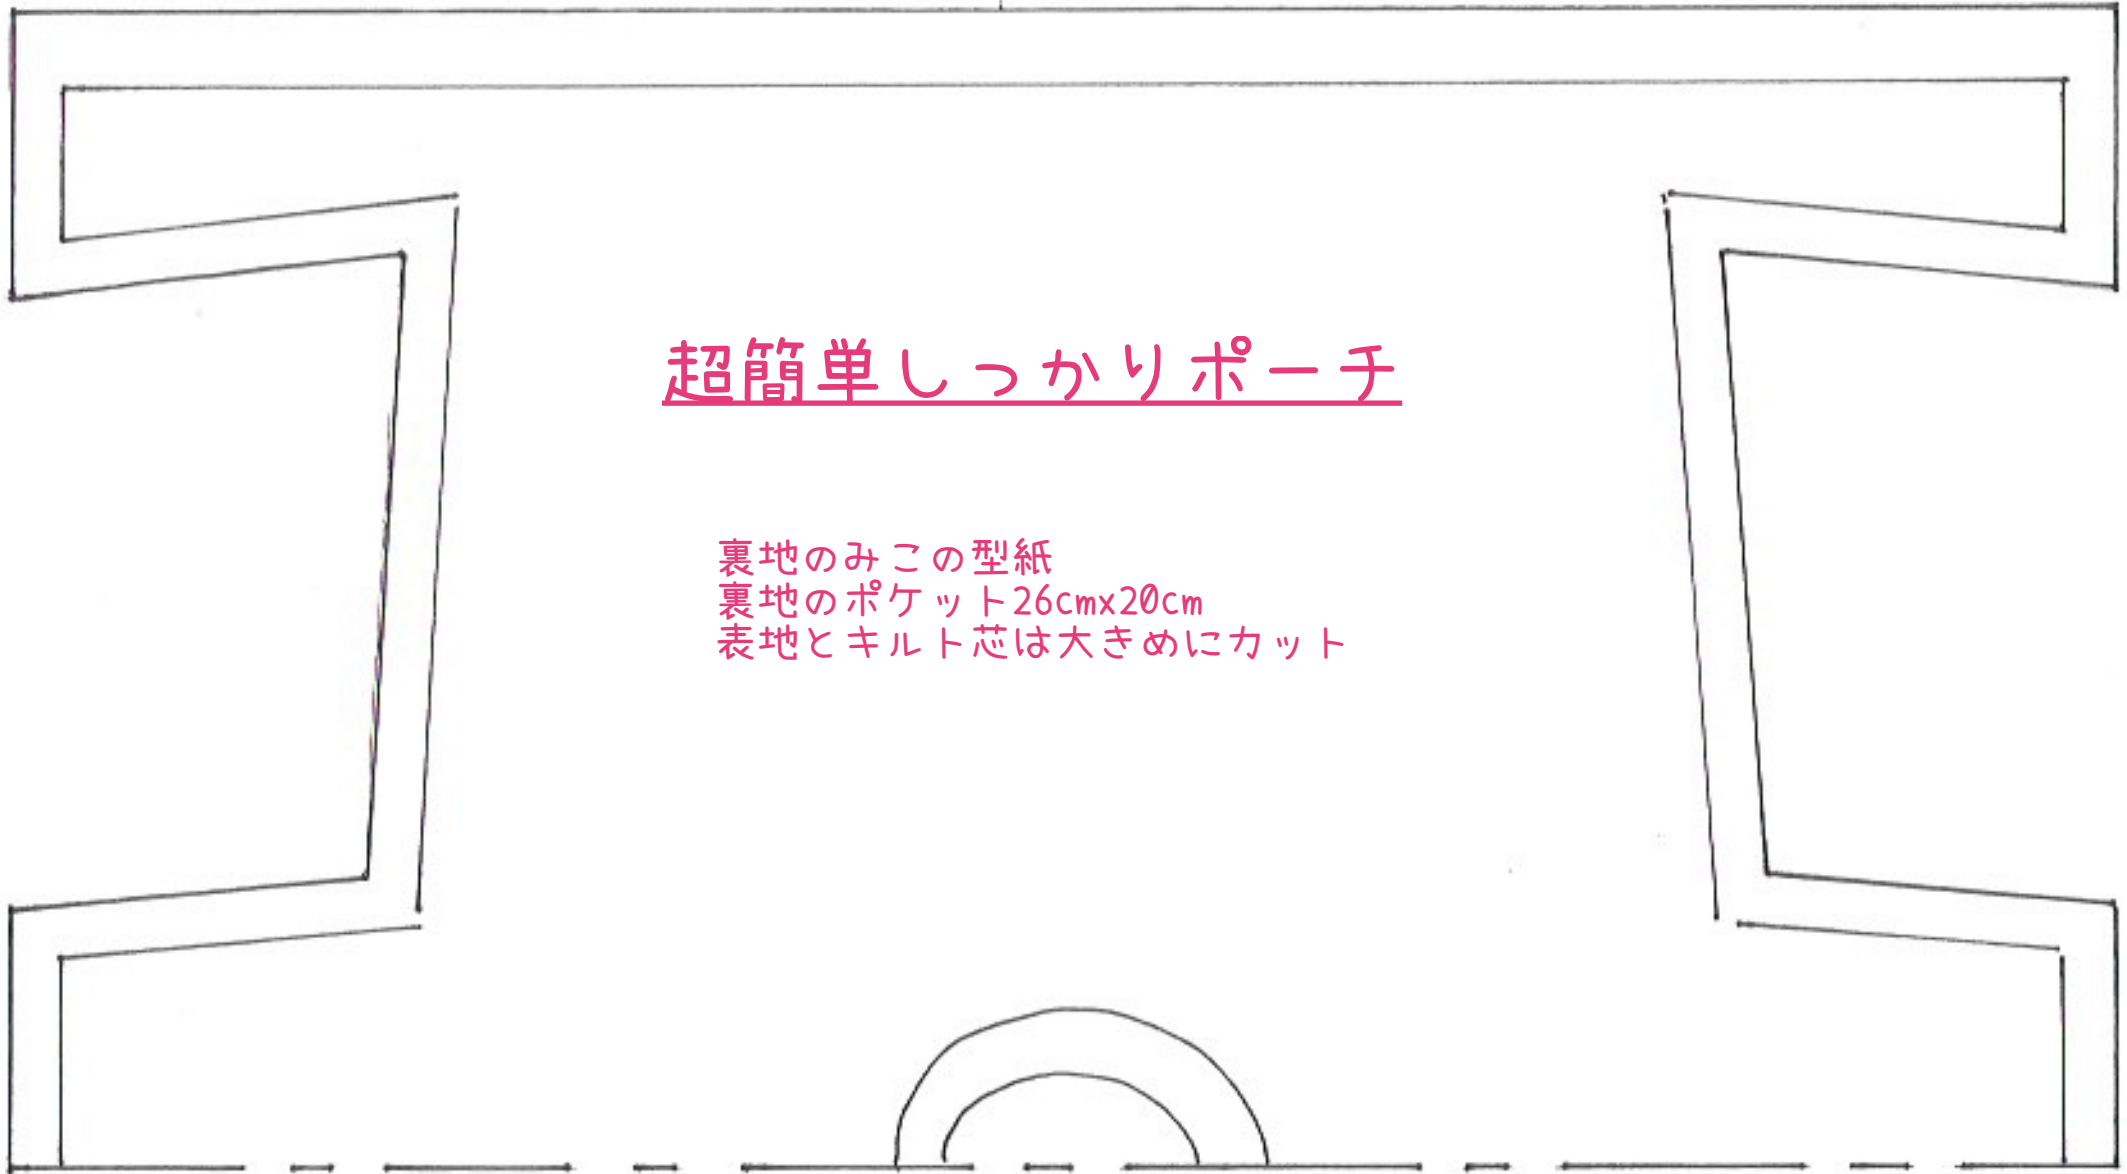 超簡単しっかりポーチ
裏地のみこの型紙
裏地のポケット26cmx20cm
表地とキルト芯は大きめにカット